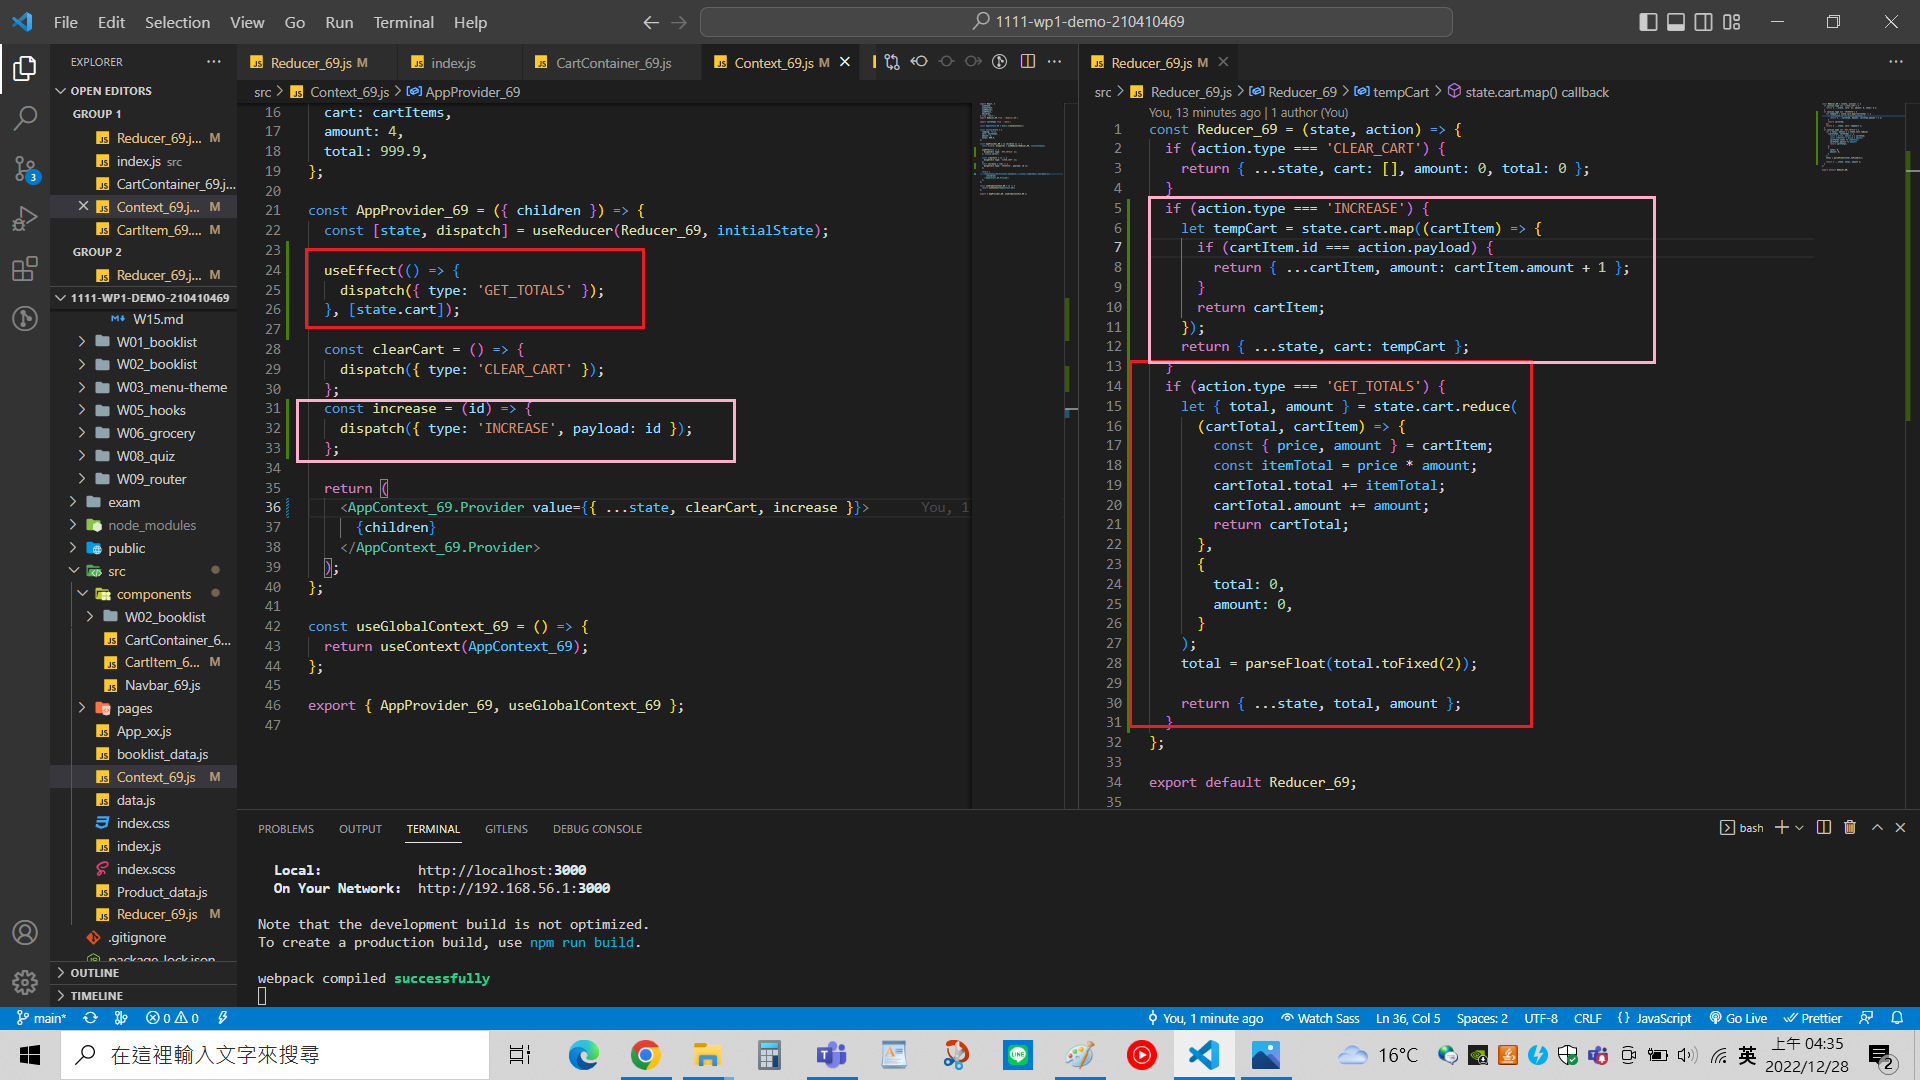 File Edit Selection View Go Run Terminal Help
1111-wp1-demo-210410469
EXPLORER
OPEN EDITORS
GROUP 1
Reducer_69.j... M
index.js src
CartContainer_69.j...
Context_69.j... M
CartItem_69.... M
GROUP 2
Reducer_69.j... M
1111-WP1-DEMO-210410469
W15.md
W01_booklist
W02_booklist
W03_menu-theme
W05_hooks
W06_grocery
W08_quiz
W09_router
exam
node_modules
public
src
components
W02_booklist
CartContainer_6...
CartItem_6... M
Navbar_69.js
pages
App_xx.js
booklist_data.js
Context_69.js M
data.js
index.css
index.js
index.scss
Product_data.js
Reducer_69.js M
.gitignore
package-lock.json
OUTLINE
TIMELINE
Reducer_69.js M index.js CartContainer_69.js Context_69.js M
src > Context_69.js > AppProvider_69
16 cart: cartItems,
17 amount: 4,
18 total: 999.9,
19 };
20
21 const AppProvider_69 = ({ children }) => {
22 const [state, dispatch] = useReducer(Reducer_69, initialState);
23
24 useEffect(() => {
25 dispatch({ type: 'GET_TOTALS' });
26 }, [state.cart]);
27
28 const clearCart = () => {
29 dispatch({ type: 'CLEAR_CART' });
30 };
31 const increase = (id) => {
32 dispatch({ type: 'INCREASE', payload: id });
33 };
34
35 return (
36 <AppContext_69.Provider value={{ ...state, clearCart, increase }}> You, 1
37 {children}
38 </AppContext_69.Provider>
39 );
40 };
41
42 const useGlobalContext_69 = () => {
43 return useContext(AppContext_69);
44 };
45
46 export { AppProvider_69, useGlobalContext_69 };
47
Reducer_69.js M
src > Reducer_69.js > Reducer_69 > tempCart > state.cart.map() callback
You, 13 minutes ago | 1 author (You)
1 const Reducer_69 = (state, action) => {
2 if (action.type === 'CLEAR_CART') {
3 return { ...state, cart: [], amount: 0, total: 0 };
4 }
5 if (action.type === 'INCREASE') {
6 let tempCart = state.cart.map((cartItem) => {
7 if (cartItem.id === action.payload) {
8 return { ...cartItem, amount: cartItem.amount + 1 };
9 }
10 return cartItem;
11 });
12 return { ...state, cart: tempCart };
13 }
14 if (action.type === 'GET_TOTALS') {
15 let { total, amount } = state.cart.reduce(
16 (cartTotal, cartItem) => {
17 const { price, amount } = cartItem;
18 const itemTotal = price * amount;
19 cartTotal.total += itemTotal;
20 cartTotal.amount += amount;
21 return cartTotal;
22 },
23 {
24 total: 0,
25 amount: 0,
26 }
27 );
28 total = parseFloat(total.toFixed(2));
29
30 return { ...state, total, amount };
31 }
32 };
33
34 export default Reducer_69;
35
PROBLEMS OUTPUT TERMINAL GITLENS DEBUG CONSOLE
bash
Local: http://localhost:3000
On Your Network: http://192.168.56.1:3000
Note that the development build is not optimized.
To create a production build, use npm run build.
webpack compiled successfully
main* 0 0 You, 1 minute ago Watch Sass Ln 36, Col 5 Spaces: 2 UTF-8 CRLF {} JavaScript Go Live Prettier
在這裡輸入文字來搜尋
16°C
英
上午 04:35
2022/12/28
2